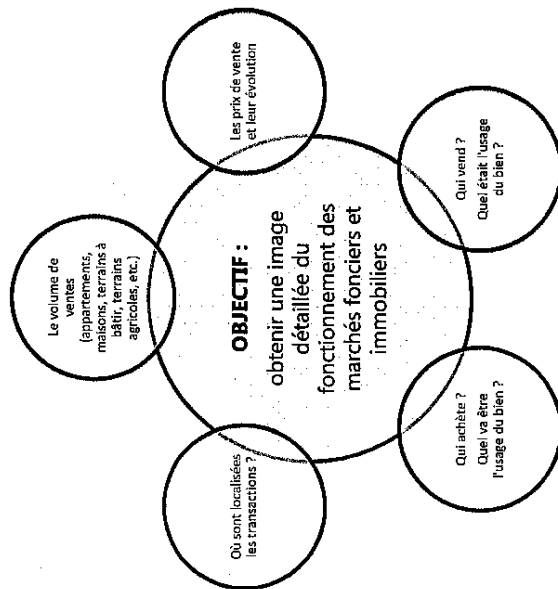 Le volume de
ventes
(appartements,
maisons, terrains à
bâtir, terrains
agricoles, etc.)
Les prix de vente
et leur évolution
Qui vend ?
Quel était l'usage
du bien ?
Qui achète ?
Quel va être
l'usage du bien ?
Où sont localisées
les transactions ?
OBJECTIF :
obtenir une image
détaillée du
fonctionnement des
marchés fonciers et
immobiliers